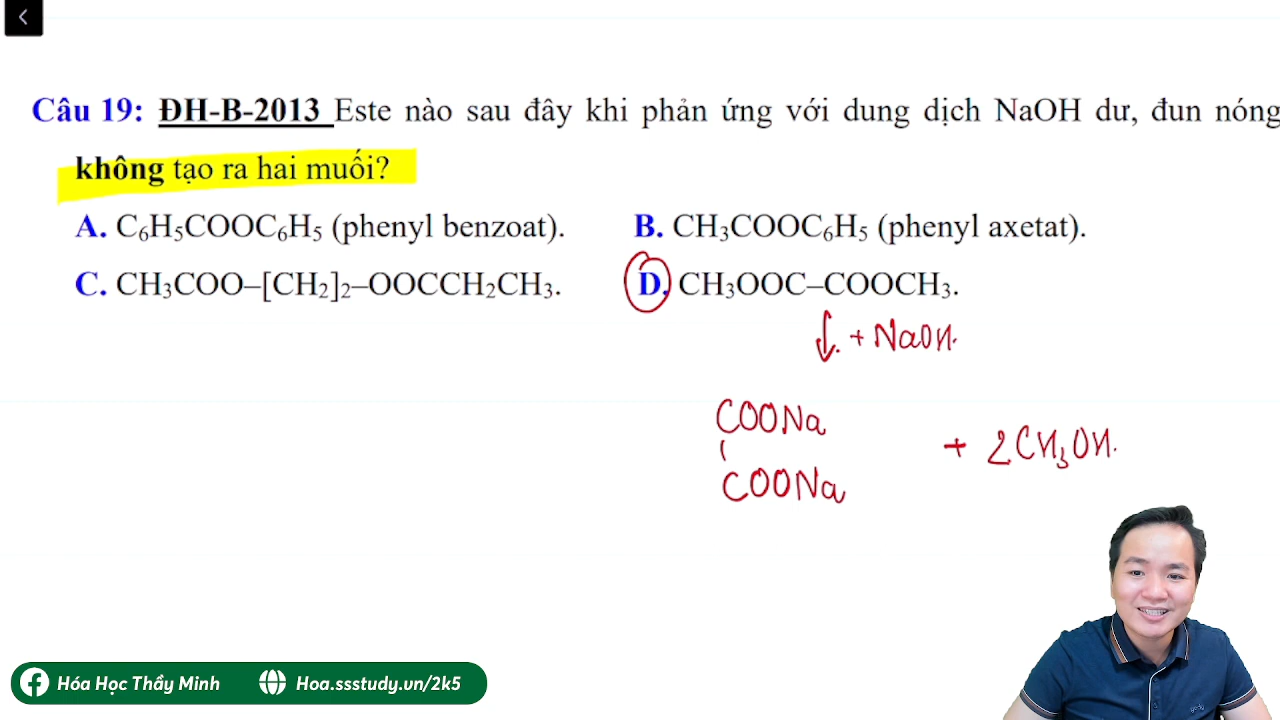 Câu 19: ĐH-B-2013 Este nào sau đây khi phản ứng với dung dịch NaOH dư, đun nóng
không tạo ra hai muối?
A. C₆H₅COOC₆H₅ (phenyl benzoat). B. CH₃COOC₆H₅ (phenyl axetat).
C. CH₃COO–[CH₂]₂–OOCCH₂CH₃. D. CH₃OOC–COOCH₃.
↓ + NaOH
COONa
COONa + 2CH₃OH.
Hóa Học Thầy Minh Hoa.ssstudy.vn/2k5